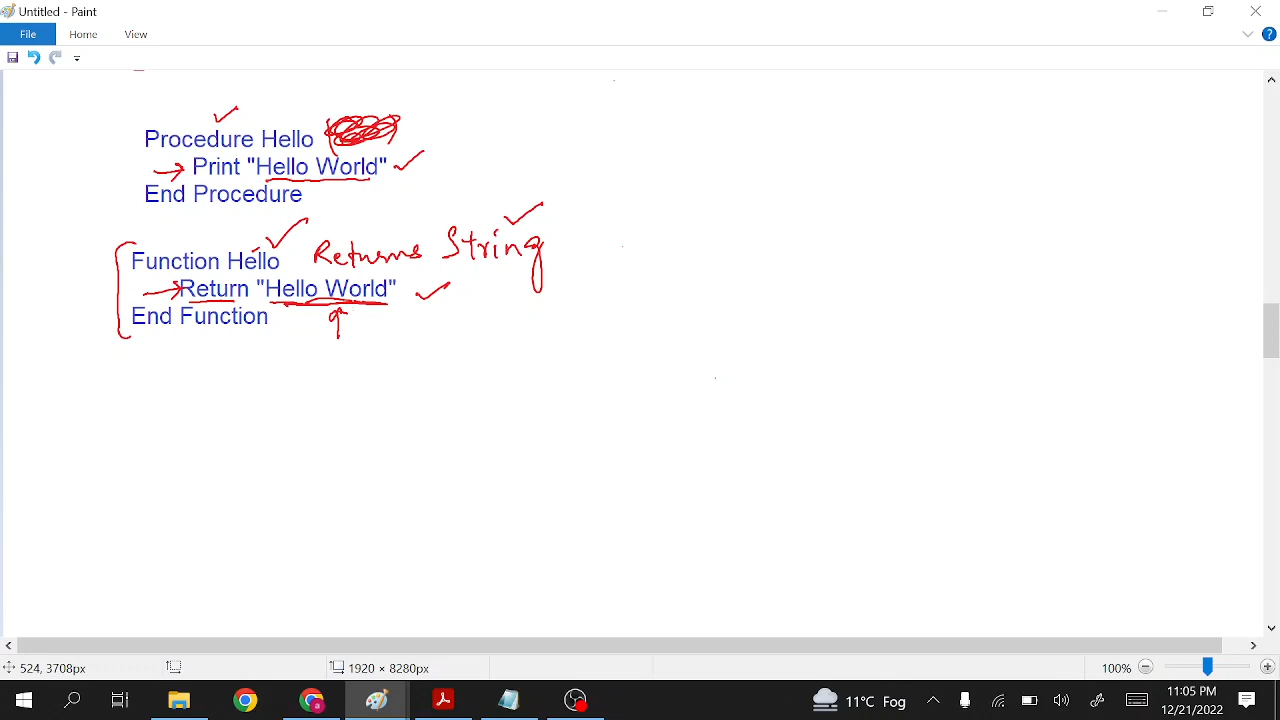 Untitled - Paint
File Home View
Procedure Hello
Print "Hello World"
End Procedure
Function Hello Returns String
Return "Hello World"
End Function
524, 3708px
1920 × 8280px
100%
11°C Fog
11:05 PM
12/21/2022